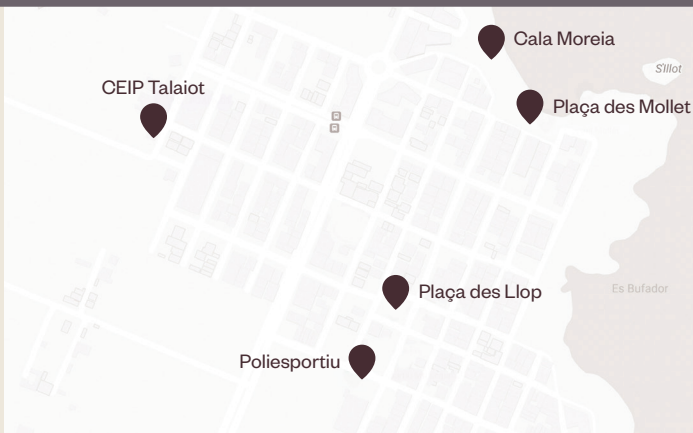 Cala Moreia
S'Illot
CEIP Talaiot
Plaça des Mollet
Plaça des Llop
Es Bufador
Poliesportiu